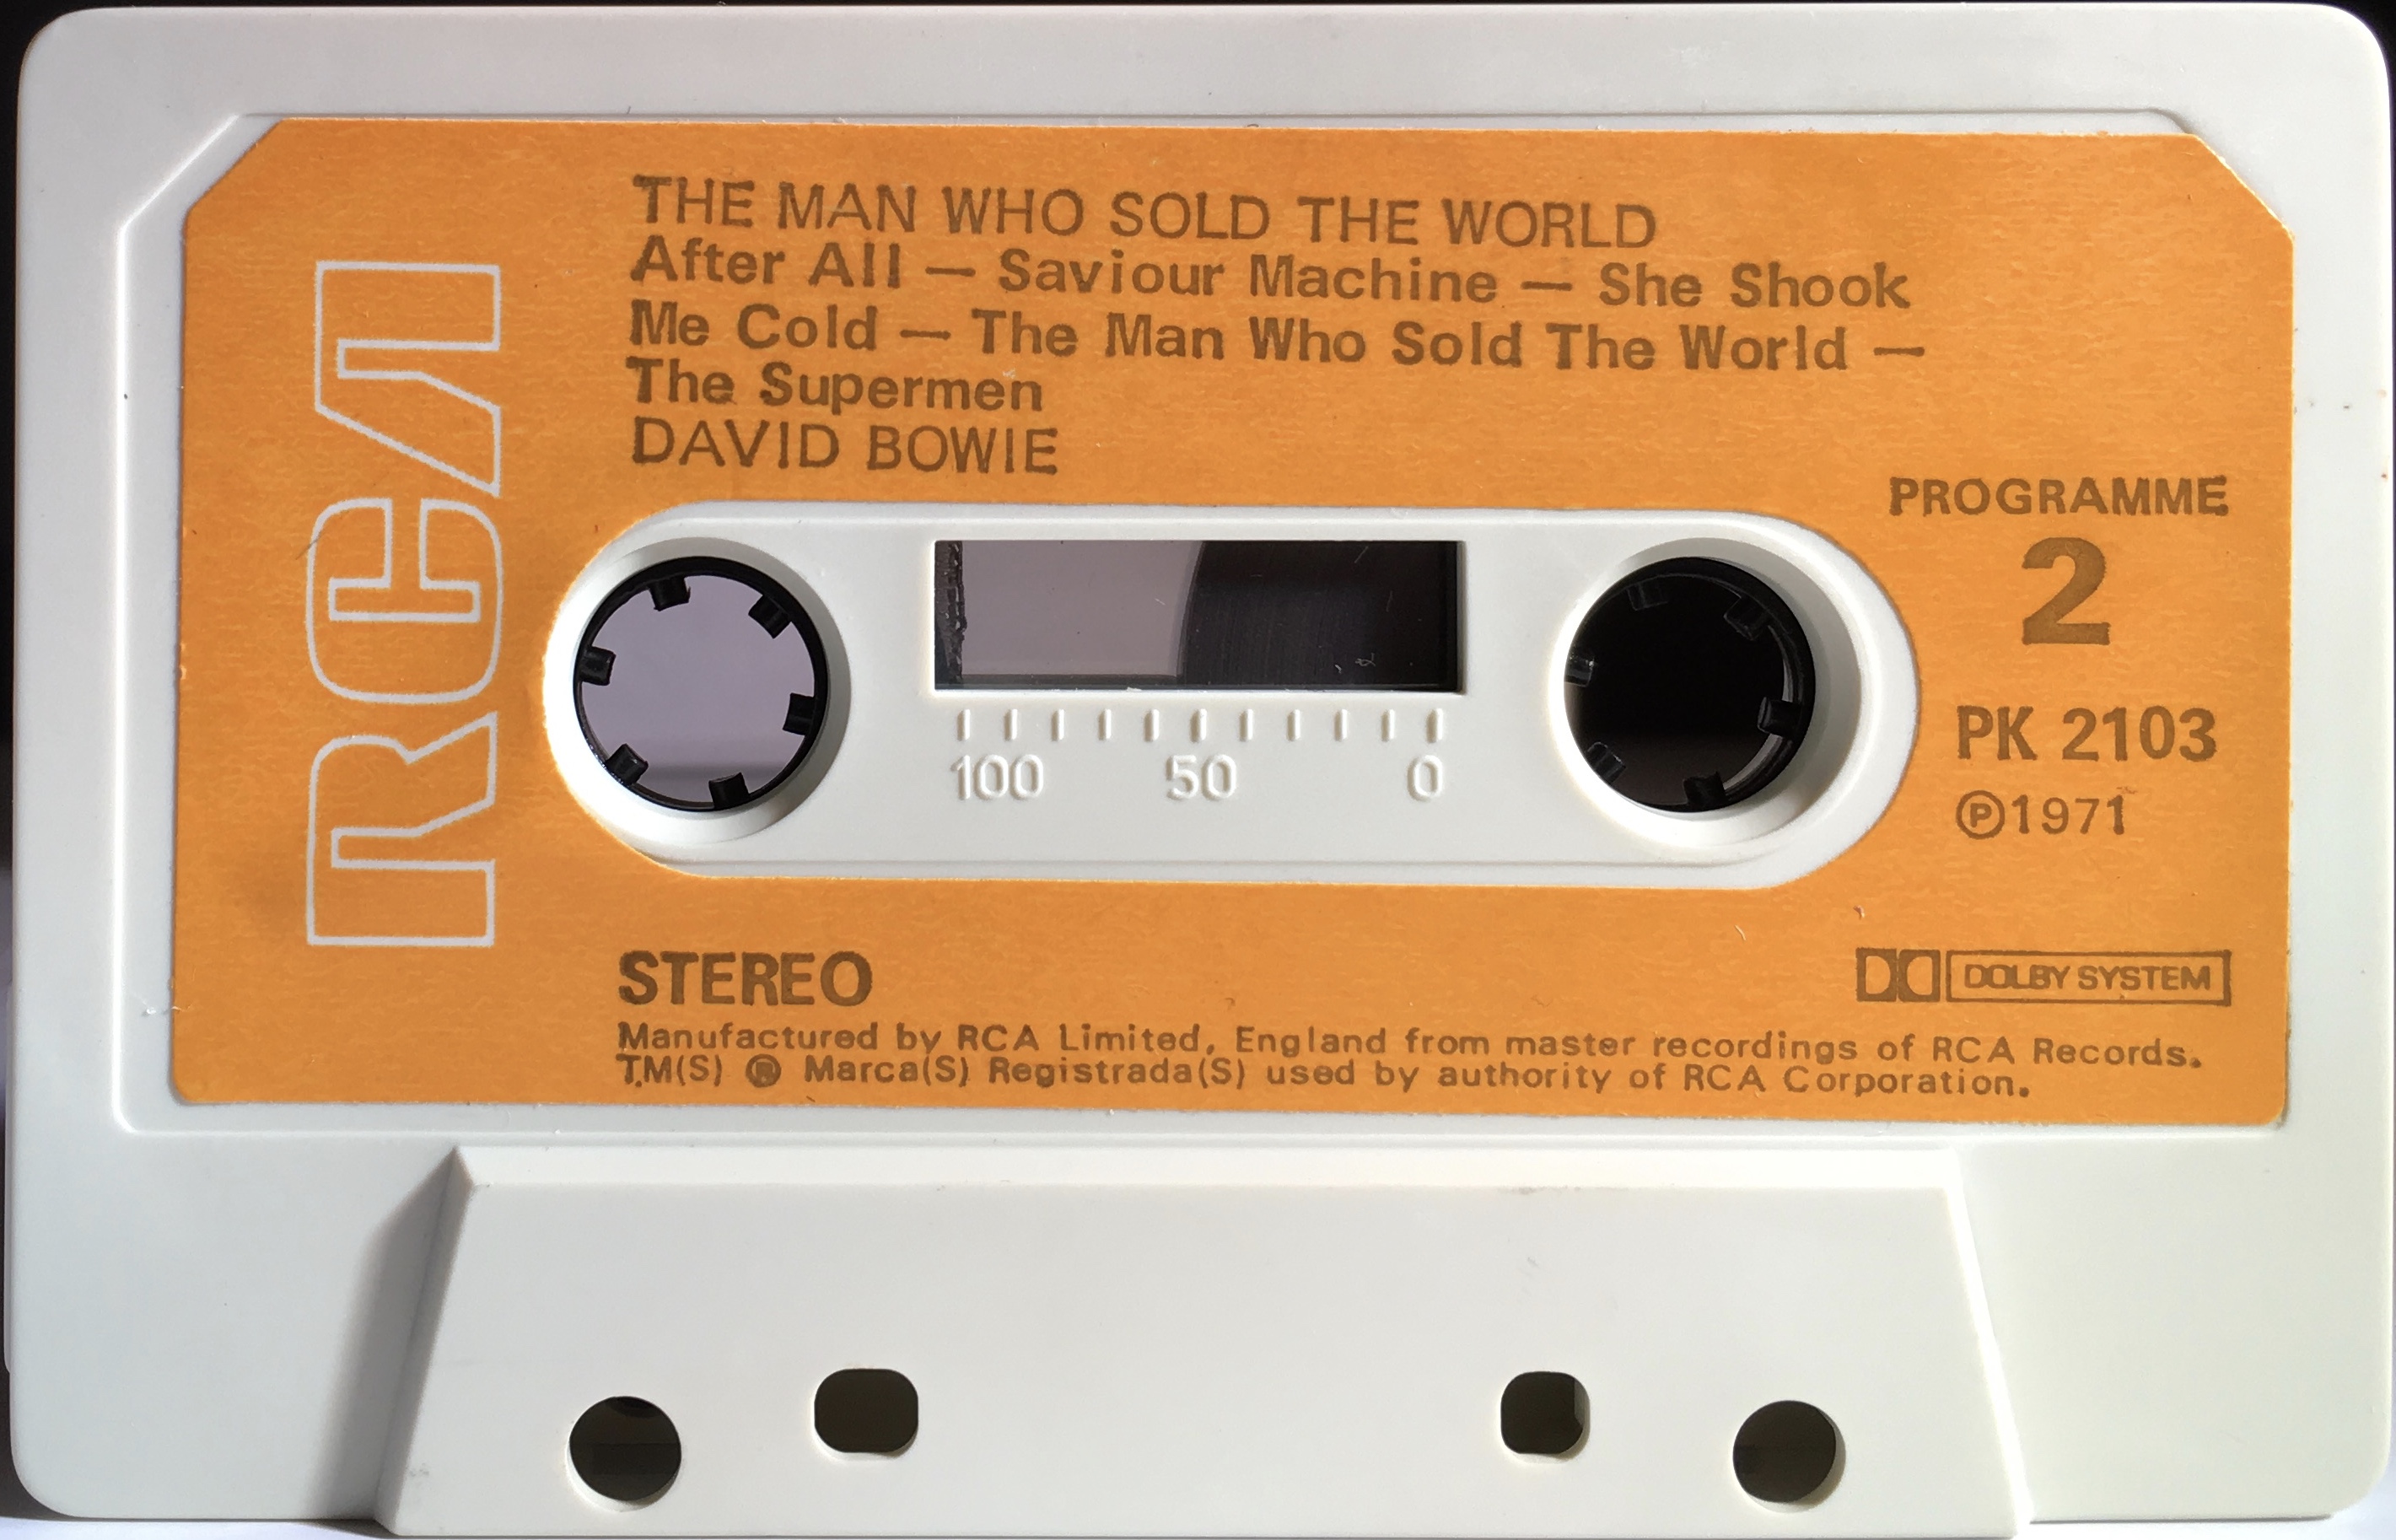 RCA
THE MAN WHO SOLD THE WORLD
After All — Saviour Machine — She Shook
Me Cold — The Man Who Sold The World —
The Supermen
DAVID BOWIE
PROGRAMME
2
PK 2103
℗1971
100 50 0
STEREO
DOLBY SYSTEM
Manufactured by RCA Limited, England from master recordings of RCA Records.
T.M(S) ® Marca(S) Registrada(S) used by authority of RCA Corporation.